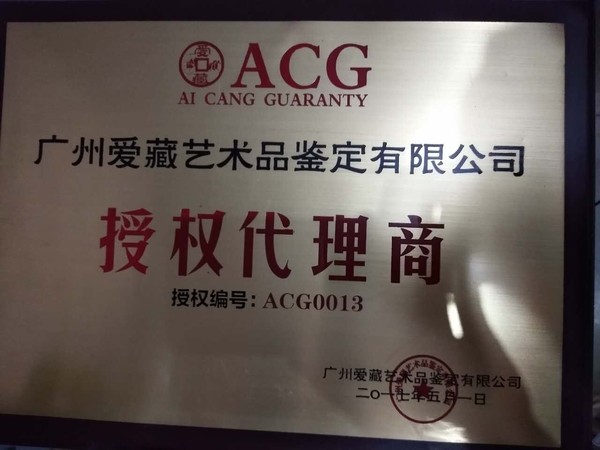 爱藏
ACG
AI CANG GUARANTY
广州爱藏艺术品鉴定有限公司
授权代理商
授权编号：ACG0013
广州爱藏艺术品鉴定有限公司
二〇一七年五月一日